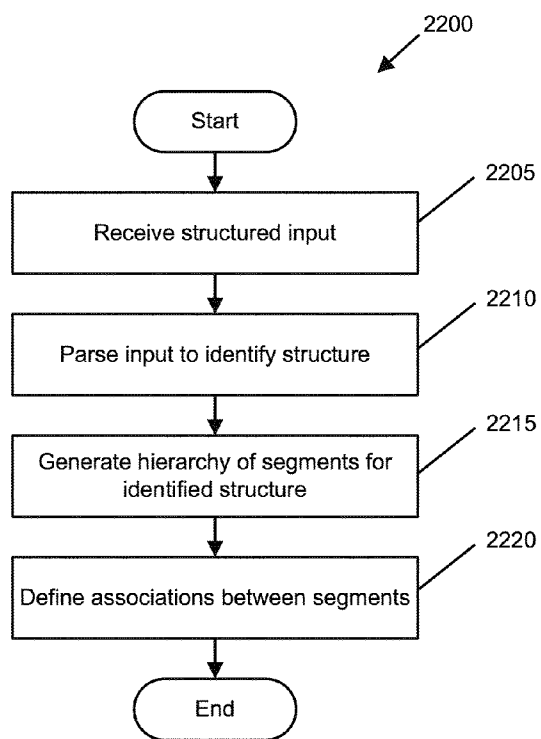 2200
Start
2205
Receive structured input
2210
Parse input to identify structure
2215
Generate hierarchy of segments for
identified structure
2220
Define associations between segments
End